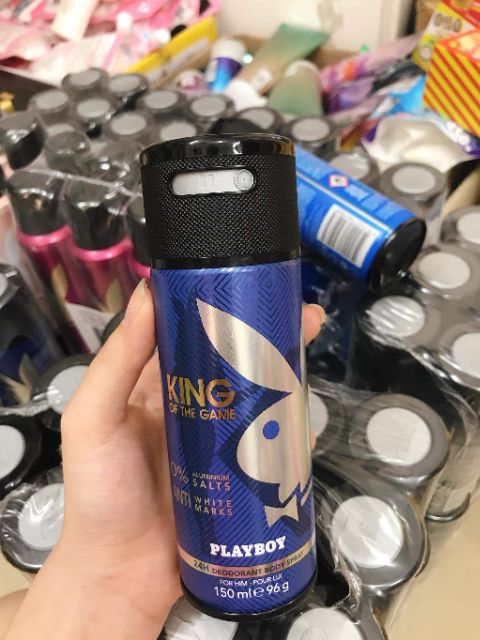 KING
OF THE GAME
0% ALUMINIUM
SALTS
ANTI WHITE
MARKS
PLAYBOY
24H DEODORANT BODY SPRAY
FOR HIM - POUR LUI
150 ml e 96 g